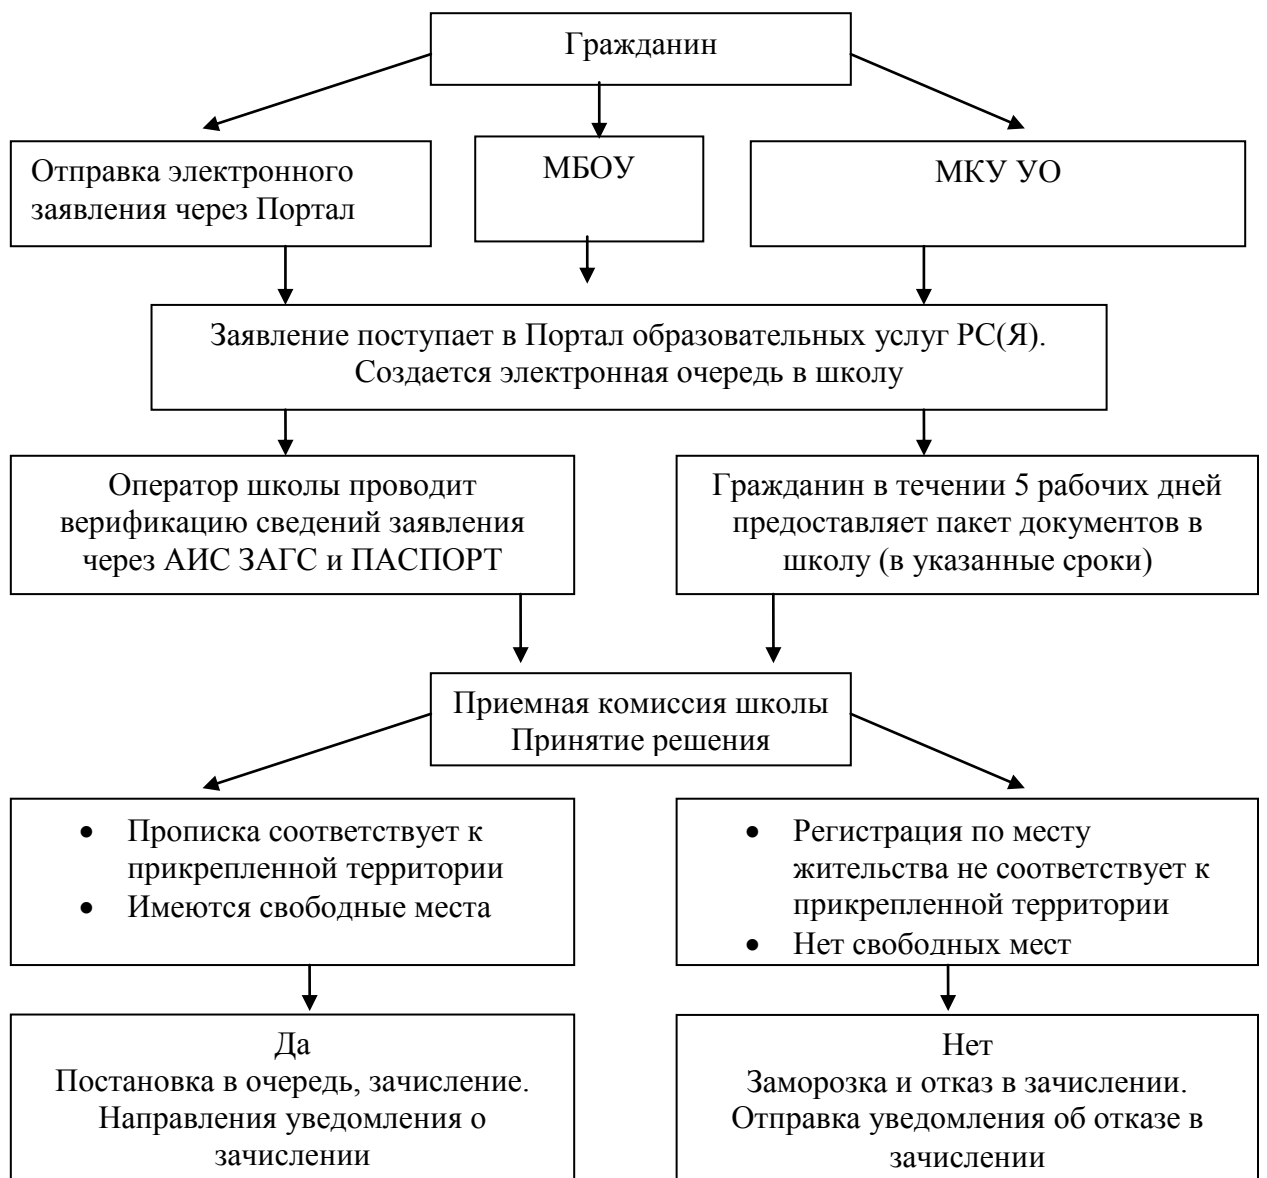 Гражданин
Отправка электронного
заявления через Портал
МБОУ
МКУ УО
Заявление поступает в Портал образовательных услуг РС(Я).
Создается электронная очередь в школу
Оператор школы проводит
верификацию сведений заявления
через АИС ЗАГС и ПАСПОРТ
Гражданин в течении 5 рабочих дней
предоставляет пакет документов в
школу (в указанные сроки)
Приемная комиссия школы
Принятие решения
• Прописка соответствует к
прикрепленной территории
• Имеются свободные места
• Регистрация по месту
жительства не соответствует к
прикрепленной территории
• Нет свободных мест
Да
Постановка в очередь, зачисление.
Направления уведомления о
зачислении
Нет
Заморозка и отказ в зачислении.
Отправка уведомления об отказе в
зачислении